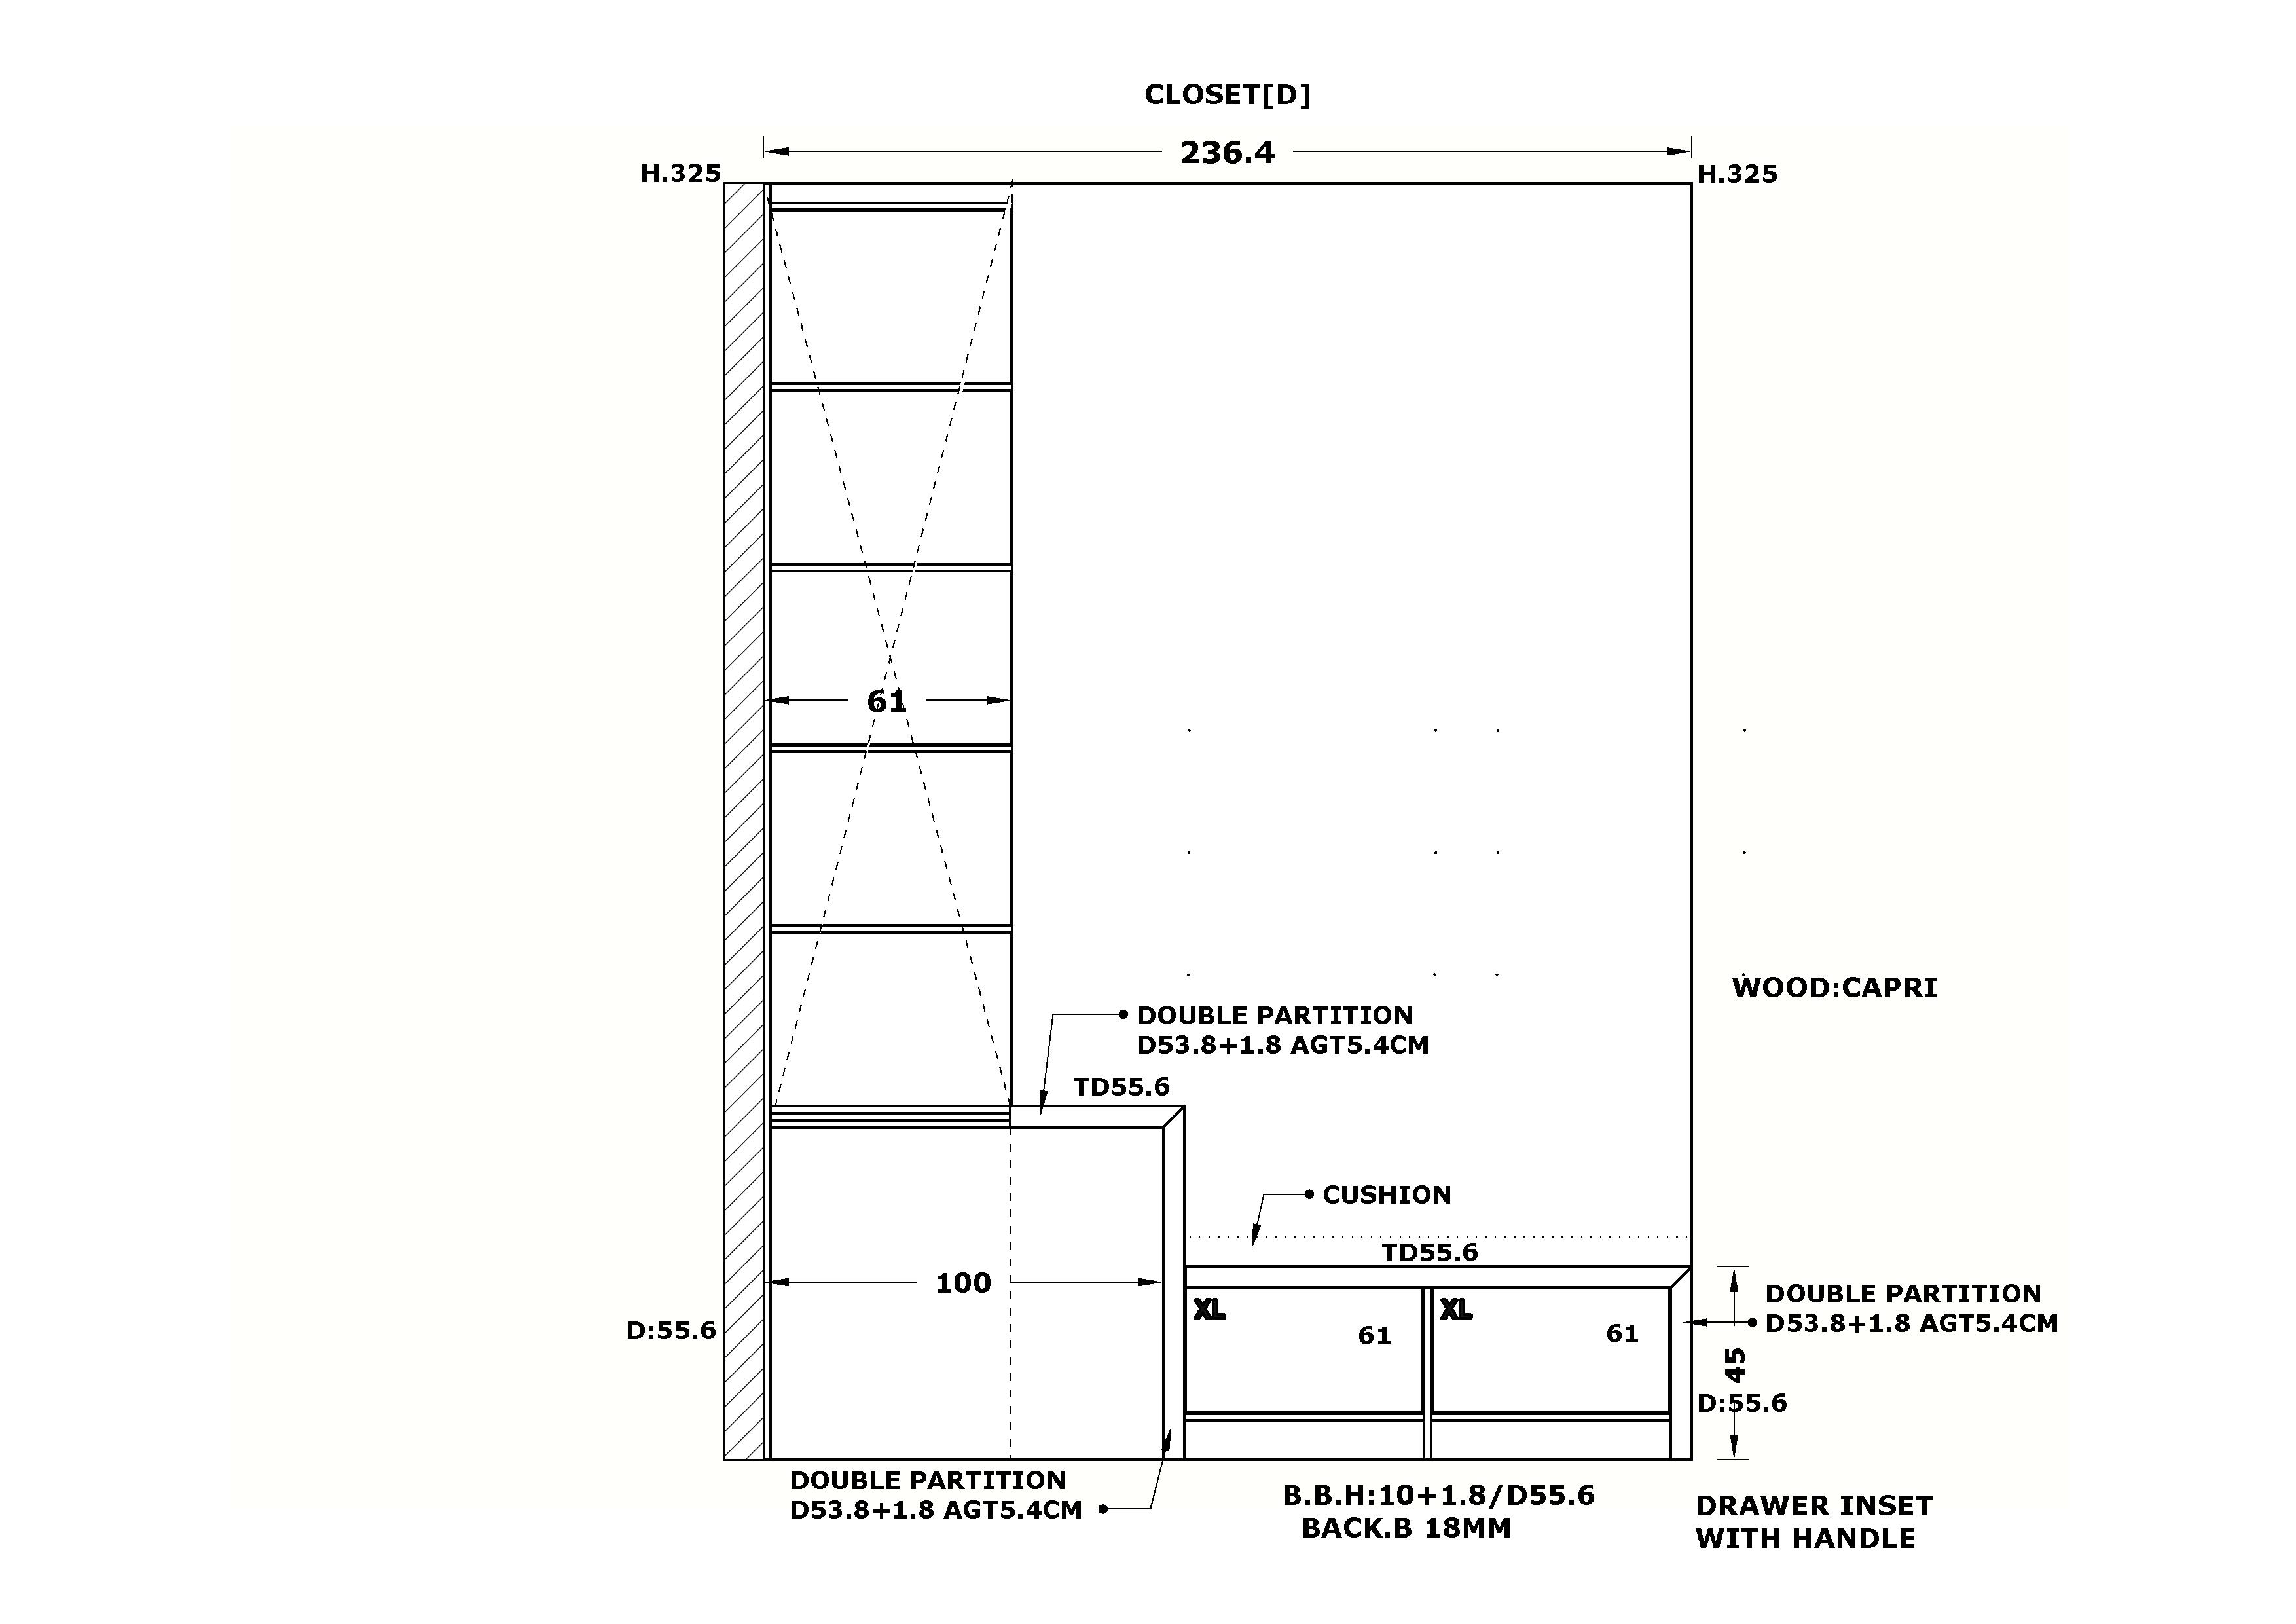 CLOSET[D]
236.4
H.325
H.325
61
WOOD:CAPRI
DOUBLE PARTITION
D53.8+1.8 AGT5.4CM
TD55.6
CUSHION
TD55.6
100
XL
61
XL
61
DOUBLE PARTITION
D53.8+1.8 AGT5.4CM
D:55.6
45
D:55.6
DOUBLE PARTITION
D53.8+1.8 AGT5.4CM
B.B.H:10+1.8/D55.6
BACK.B 18MM
DRAWER INSET
WITH HANDLE